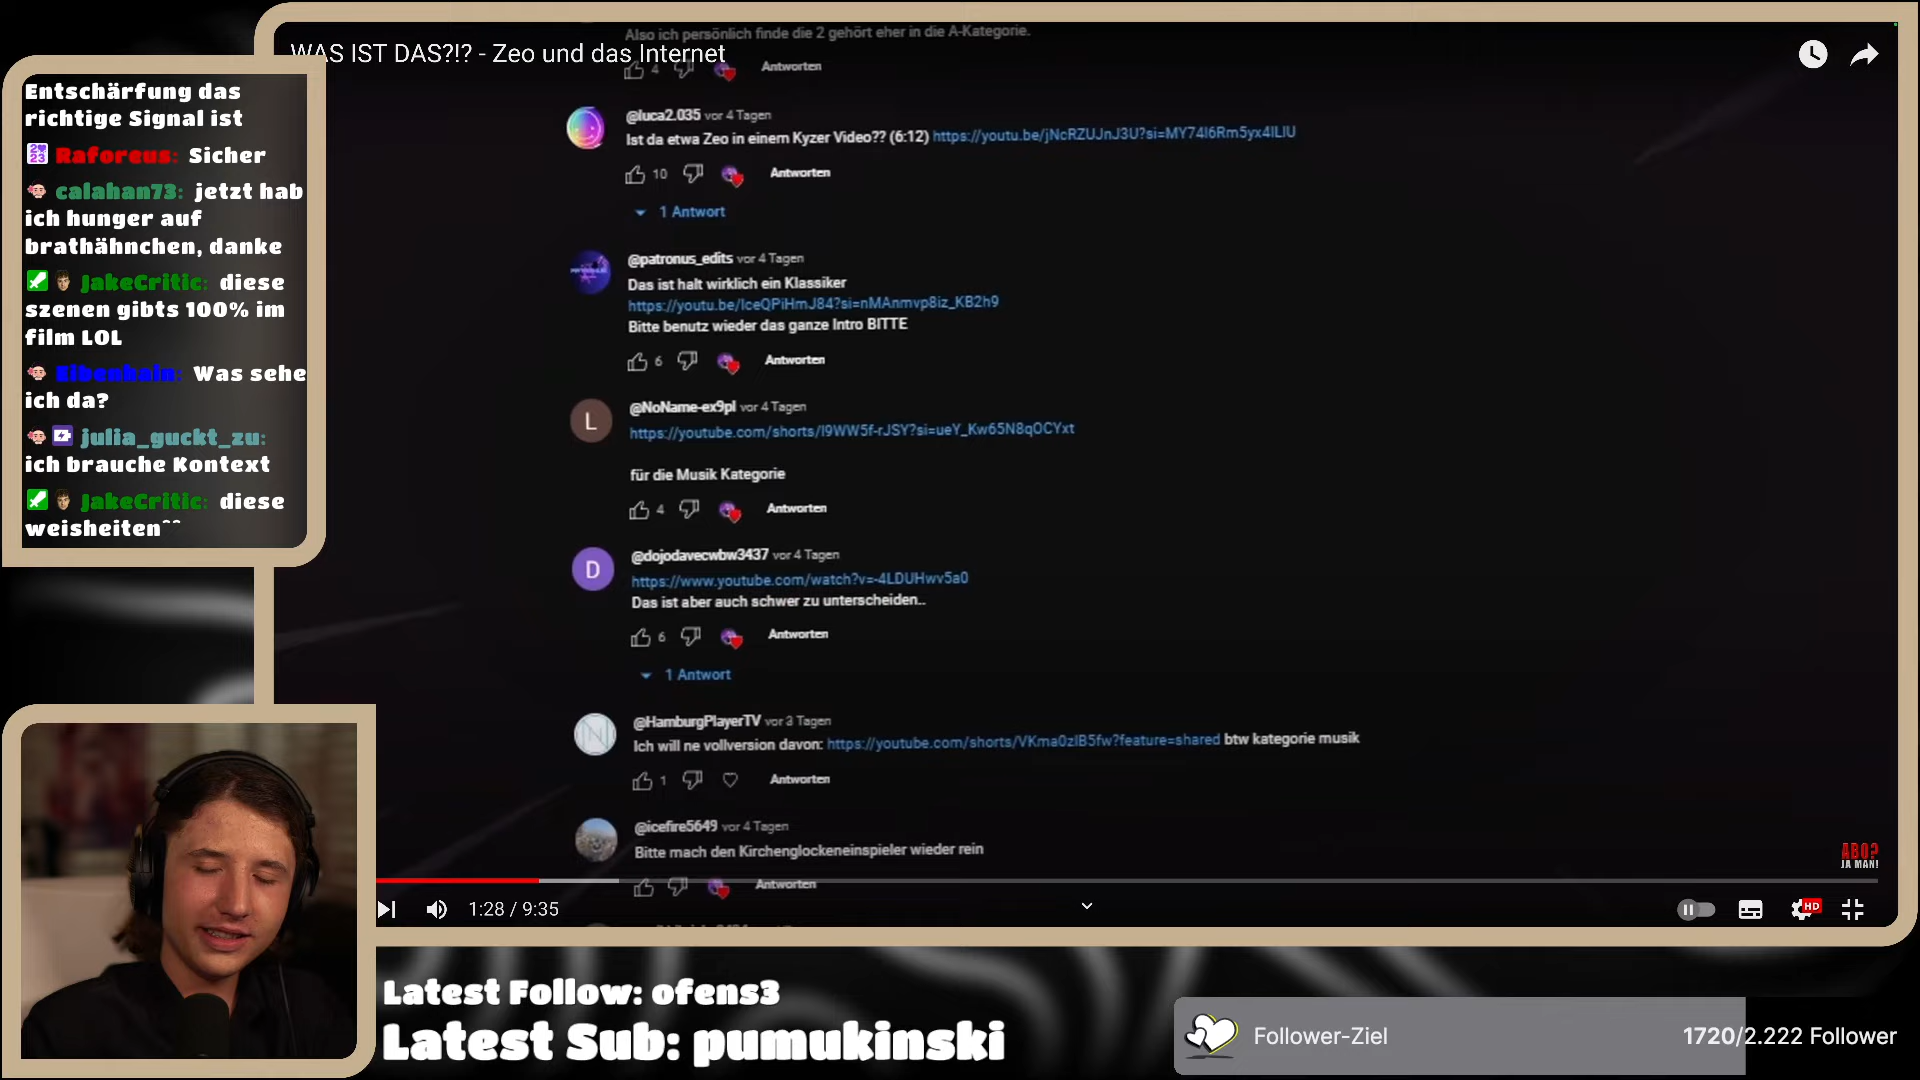 WAS IST DAS?!? - Zeo und das Internet
Also ich persönlich finde die 2 gehört eher in die A-Kategorie.
4 Antworten
@luca2.035 vor 4 Tagen
Ist da etwa Zeo in einem Kyzer Video?? (6:12) https://youtu.be/jNcRZUJnJ3U?si=MY74I6Rm5yx4ILIU
10 Antworten
1 Antwort
@patronus_edits vor 4 Tagen
Das ist halt wirklich ein Klassiker
https://youtu.be/IceQPiHmJ84?si=nMAnmvp8iz_KB2h9
Bitte benutz wieder das ganze Intro BITTE
6 Antworten
L
@NoName-ex9pl vor 4 Tagen
https://youtube.com/shorts/I9WW5f-rJSY?si=ueY_Kw65N8qOCYxt
für die Musik Kategorie
4 Antworten
D
@dojodavecwbw3437 vor 4 Tagen
https://www.youtube.com/watch?v=-4LDUHwv5a0
Das ist aber auch schwer zu unterscheiden..
6 Antworten
1 Antwort
@HamburgPlayerTV vor 3 Tagen
Ich will ne vollversion davon: https://youtube.com/shorts/VKma0zIB5fw?feature=shared btw kategorie musik
1 Antworten
@icefire5649 vor 4 Tagen
Bitte mach den Kirchenglockeneinspieler wieder rein
Antworten
ABO?
JA MAN!
1:28 / 9:35
HD
Entschärfung das
richtige Signal ist
Raforeus: Sicher
calahan73: jetzt hab
ich hunger auf
brathähnchen, danke
JakeCritic: diese
szenen gibts 100% im
film LOL
Eibenhain: Was sehe
ich da?
julia_guckt_zu:
ich brauche Kontext
JakeCritic: diese
weisheiten^^
Latest Follow: ofens3
Latest Sub: pumukinski
Follower-Ziel
1720/2.222 Follower